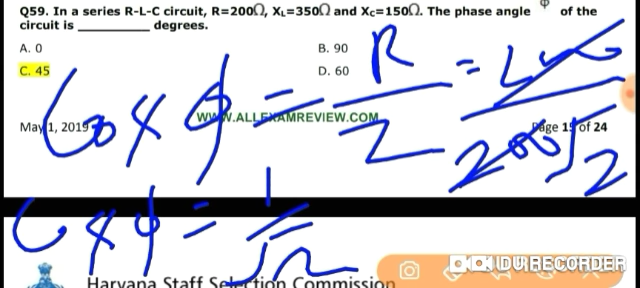 Q59. In a series R-L-C circuit, R=200Ω, XL=350Ω and XC=150Ω. The phase angle φ of the
circuit is __________ degrees.
A. 0 B. 90
C. 45 D. 60
Cos φ = R/Z = 200/200√2
May 1, 2019 WWW.ALLEXAMREVIEW.COM Page 15 of 24
Cos φ = 1/√2
Haryana Staff Selection Commission
DU RECORDER